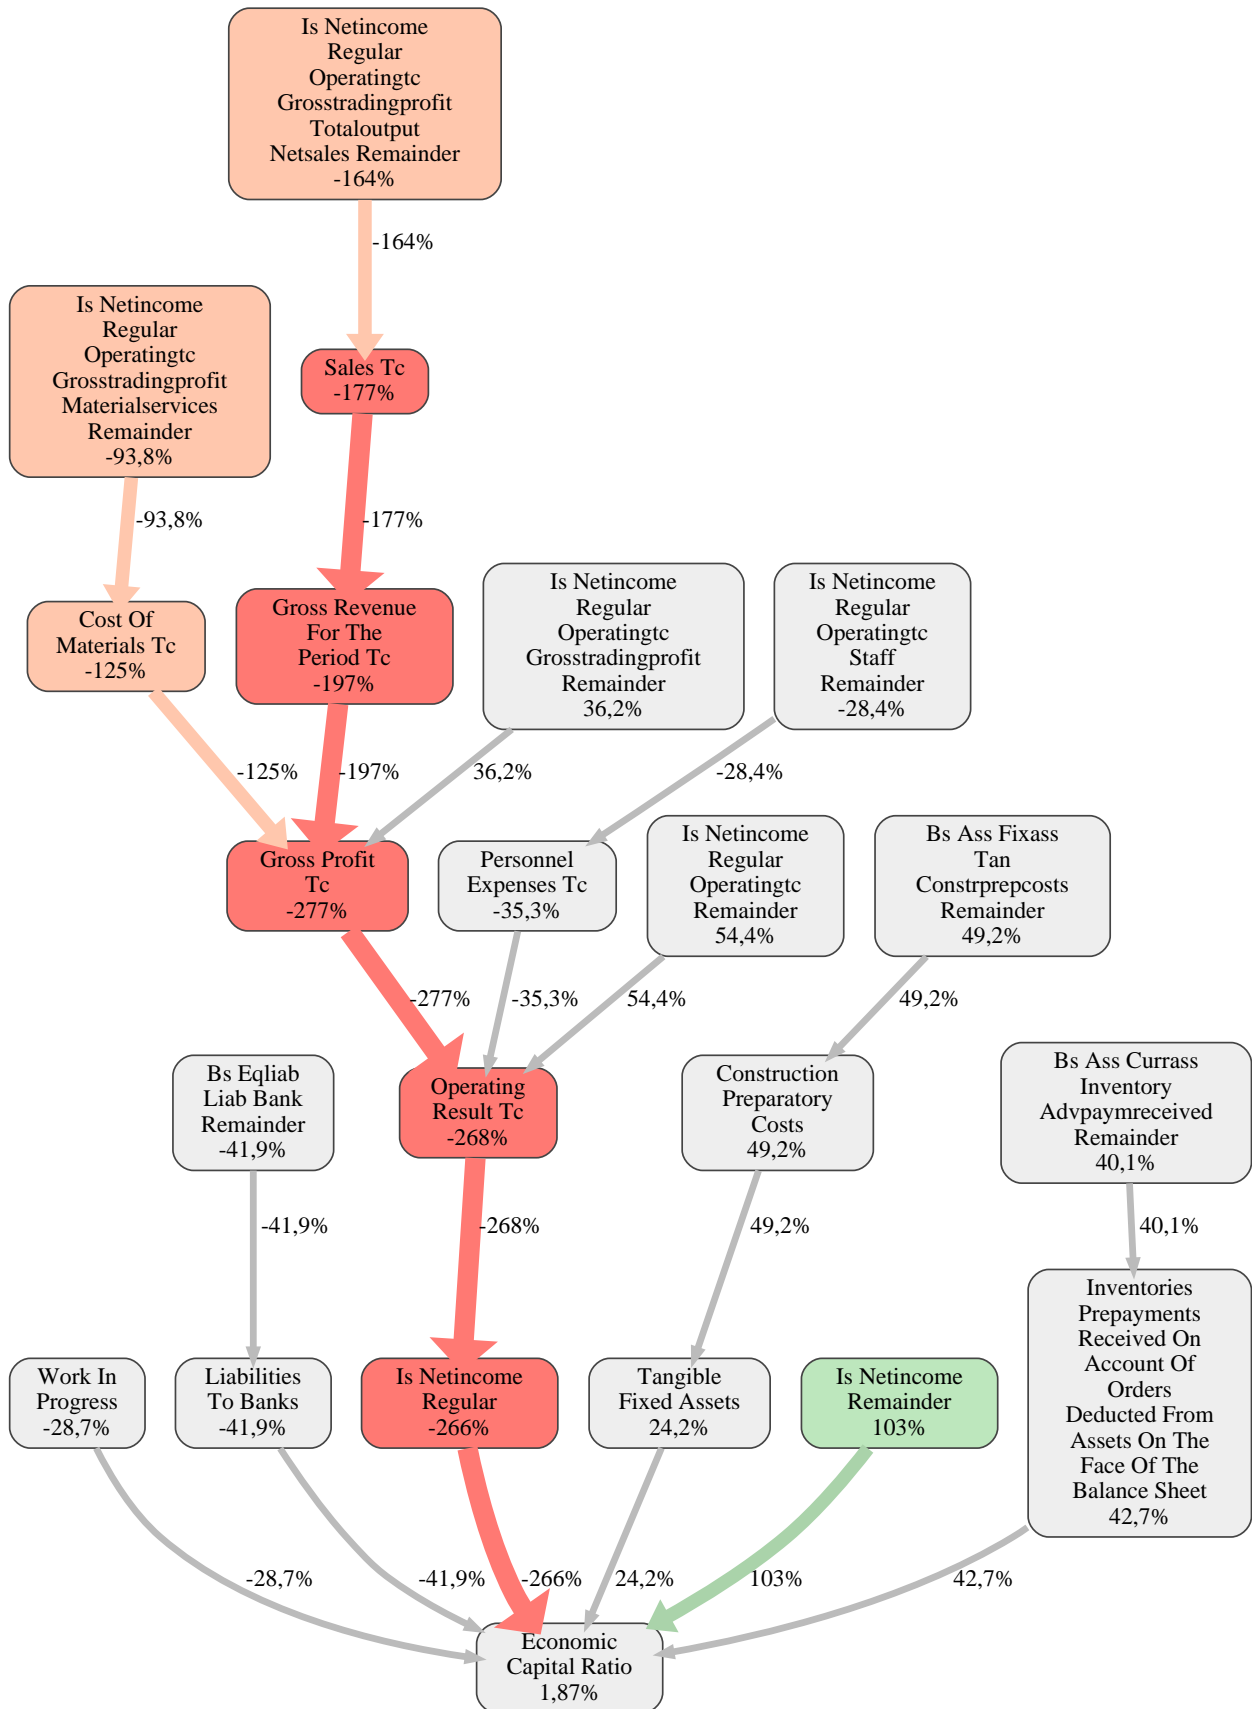 Is Netincome
Regular
Operatingtc
Grosstradingprofit
Totaloutput
Netsales Remainder
-164%
-164%
Is Netincome
Regular
Operatingtc
Grosstradingprofit
Materialservices
Remainder
-93,8%
Sales Tc
-177%
-93,8%
-177%
Cost Of
Materials Tc
-125%
Gross Revenue
For The
Period Tc
-197%
Is Netincome
Regular
Operatingtc
Grosstradingprofit
Remainder
36,2%
Is Netincome
Regular
Operatingtc
Staff
Remainder
-28,4%
-125%
-197%
36,2%
-28,4%
Gross Profit
Tc
-277%
Personnel
Expenses Tc
-35,3%
Is Netincome
Regular
Operatingtc
Remainder
54,4%
Bs Ass Fixass
Tan
Constrprepcosts
Remainder
49,2%
-277%
-35,3%
54,4%
49,2%
Bs Eqliab
Liab Bank
Remainder
-41,9%
Operating
Result Tc
-268%
Construction
Preparatory
Costs
49,2%
Bs Ass Currass
Inventory
Advpaymreceived
Remainder
40,1%
-41,9%
-268%
49,2%
40,1%
Work In
Progress
-28,7%
Liabilities
To Banks
-41,9%
Is Netincome
Regular
-266%
Tangible
Fixed Assets
24,2%
Is Netincome
Remainder
103%
Inventories
Prepayments
Received On
Account Of
Orders
Deducted From
Assets On The
Face Of The
Balance Sheet
42,7%
-28,7%
-41,9%
-266%
24,2%
103%
42,7%
Economic
Capital Ratio
1,87%